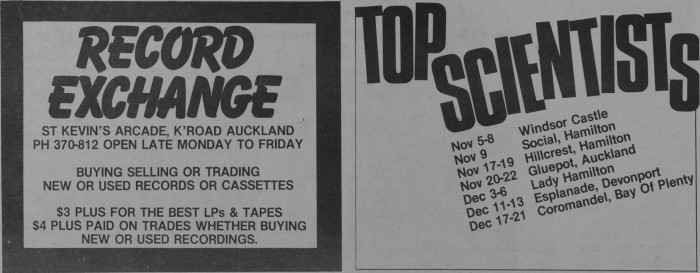 RECORD
EXCHANGE
ST KEVIN'S ARCADE, K'ROAD AUCKLAND
PH 370-812 OPEN LATE MONDAY TO FRIDAY
BUYING SELLING OR TRADING
NEW OR USED RECORDS OR CASSETTES
$3 PLUS FOR THE BEST LPs & TAPES
$4 PLUS PAID ON TRADES WHETHER BUYING
NEW OR USED RECORDINGS.
TOP
SCIENTISTS
Nov 5-8 Windsor Castle
Nov 9 Social, Hamilton
Nov 17-19 Hillcrest, Hamilton
Nov 20-22 Gluepot, Auckland
Dec 3-6 Lady Hamilton
Dec 11-13 Esplanade, Devonport
Dec 17-21 Coromandel, Bay Of Plenty